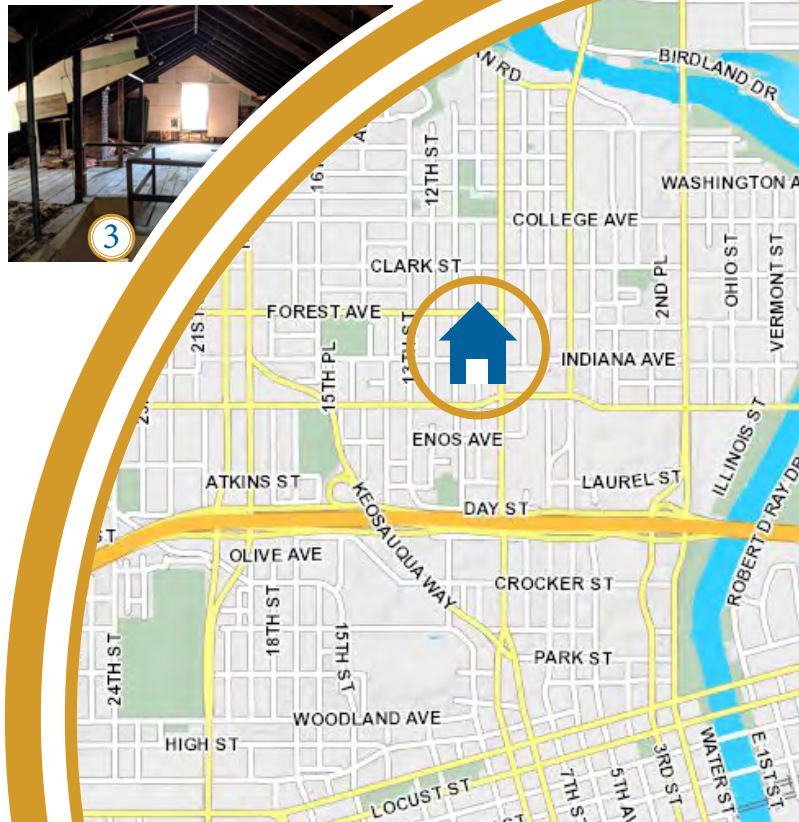 BIRDLAND DR
12TH ST
WASHINGTON A
COLLEGE AVE
3
CLARK ST
2ND PL
OHIO ST
VERMONT ST
FOREST AVE
21ST
13TH ST
15TH PL
INDIANA AVE
ENOS AVE
ILLINOIS ST
ATKINS ST
LAUREL ST
KEOSAUQUA WAY
DAY ST
ROBERT D RAY DR
OLIVE AVE
CROCKER ST
18TH ST
15TH ST
24TH ST
PARK ST
WOODLAND AVE
HIGH ST
WATER ST
E 1ST ST
3RD ST
LOCUST ST
7TH S
5TH AV